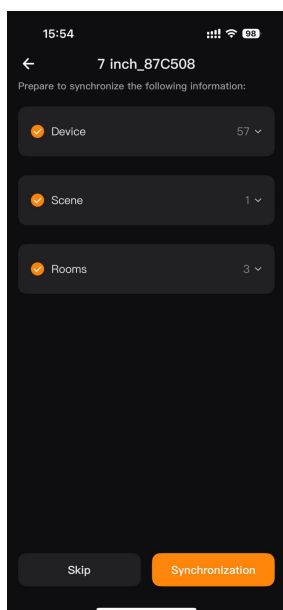 15:54
98
7 inch_87C508
Prepare to synchronize the following information:
Device 57
Scene 1
Rooms 3
Skip Synchronization